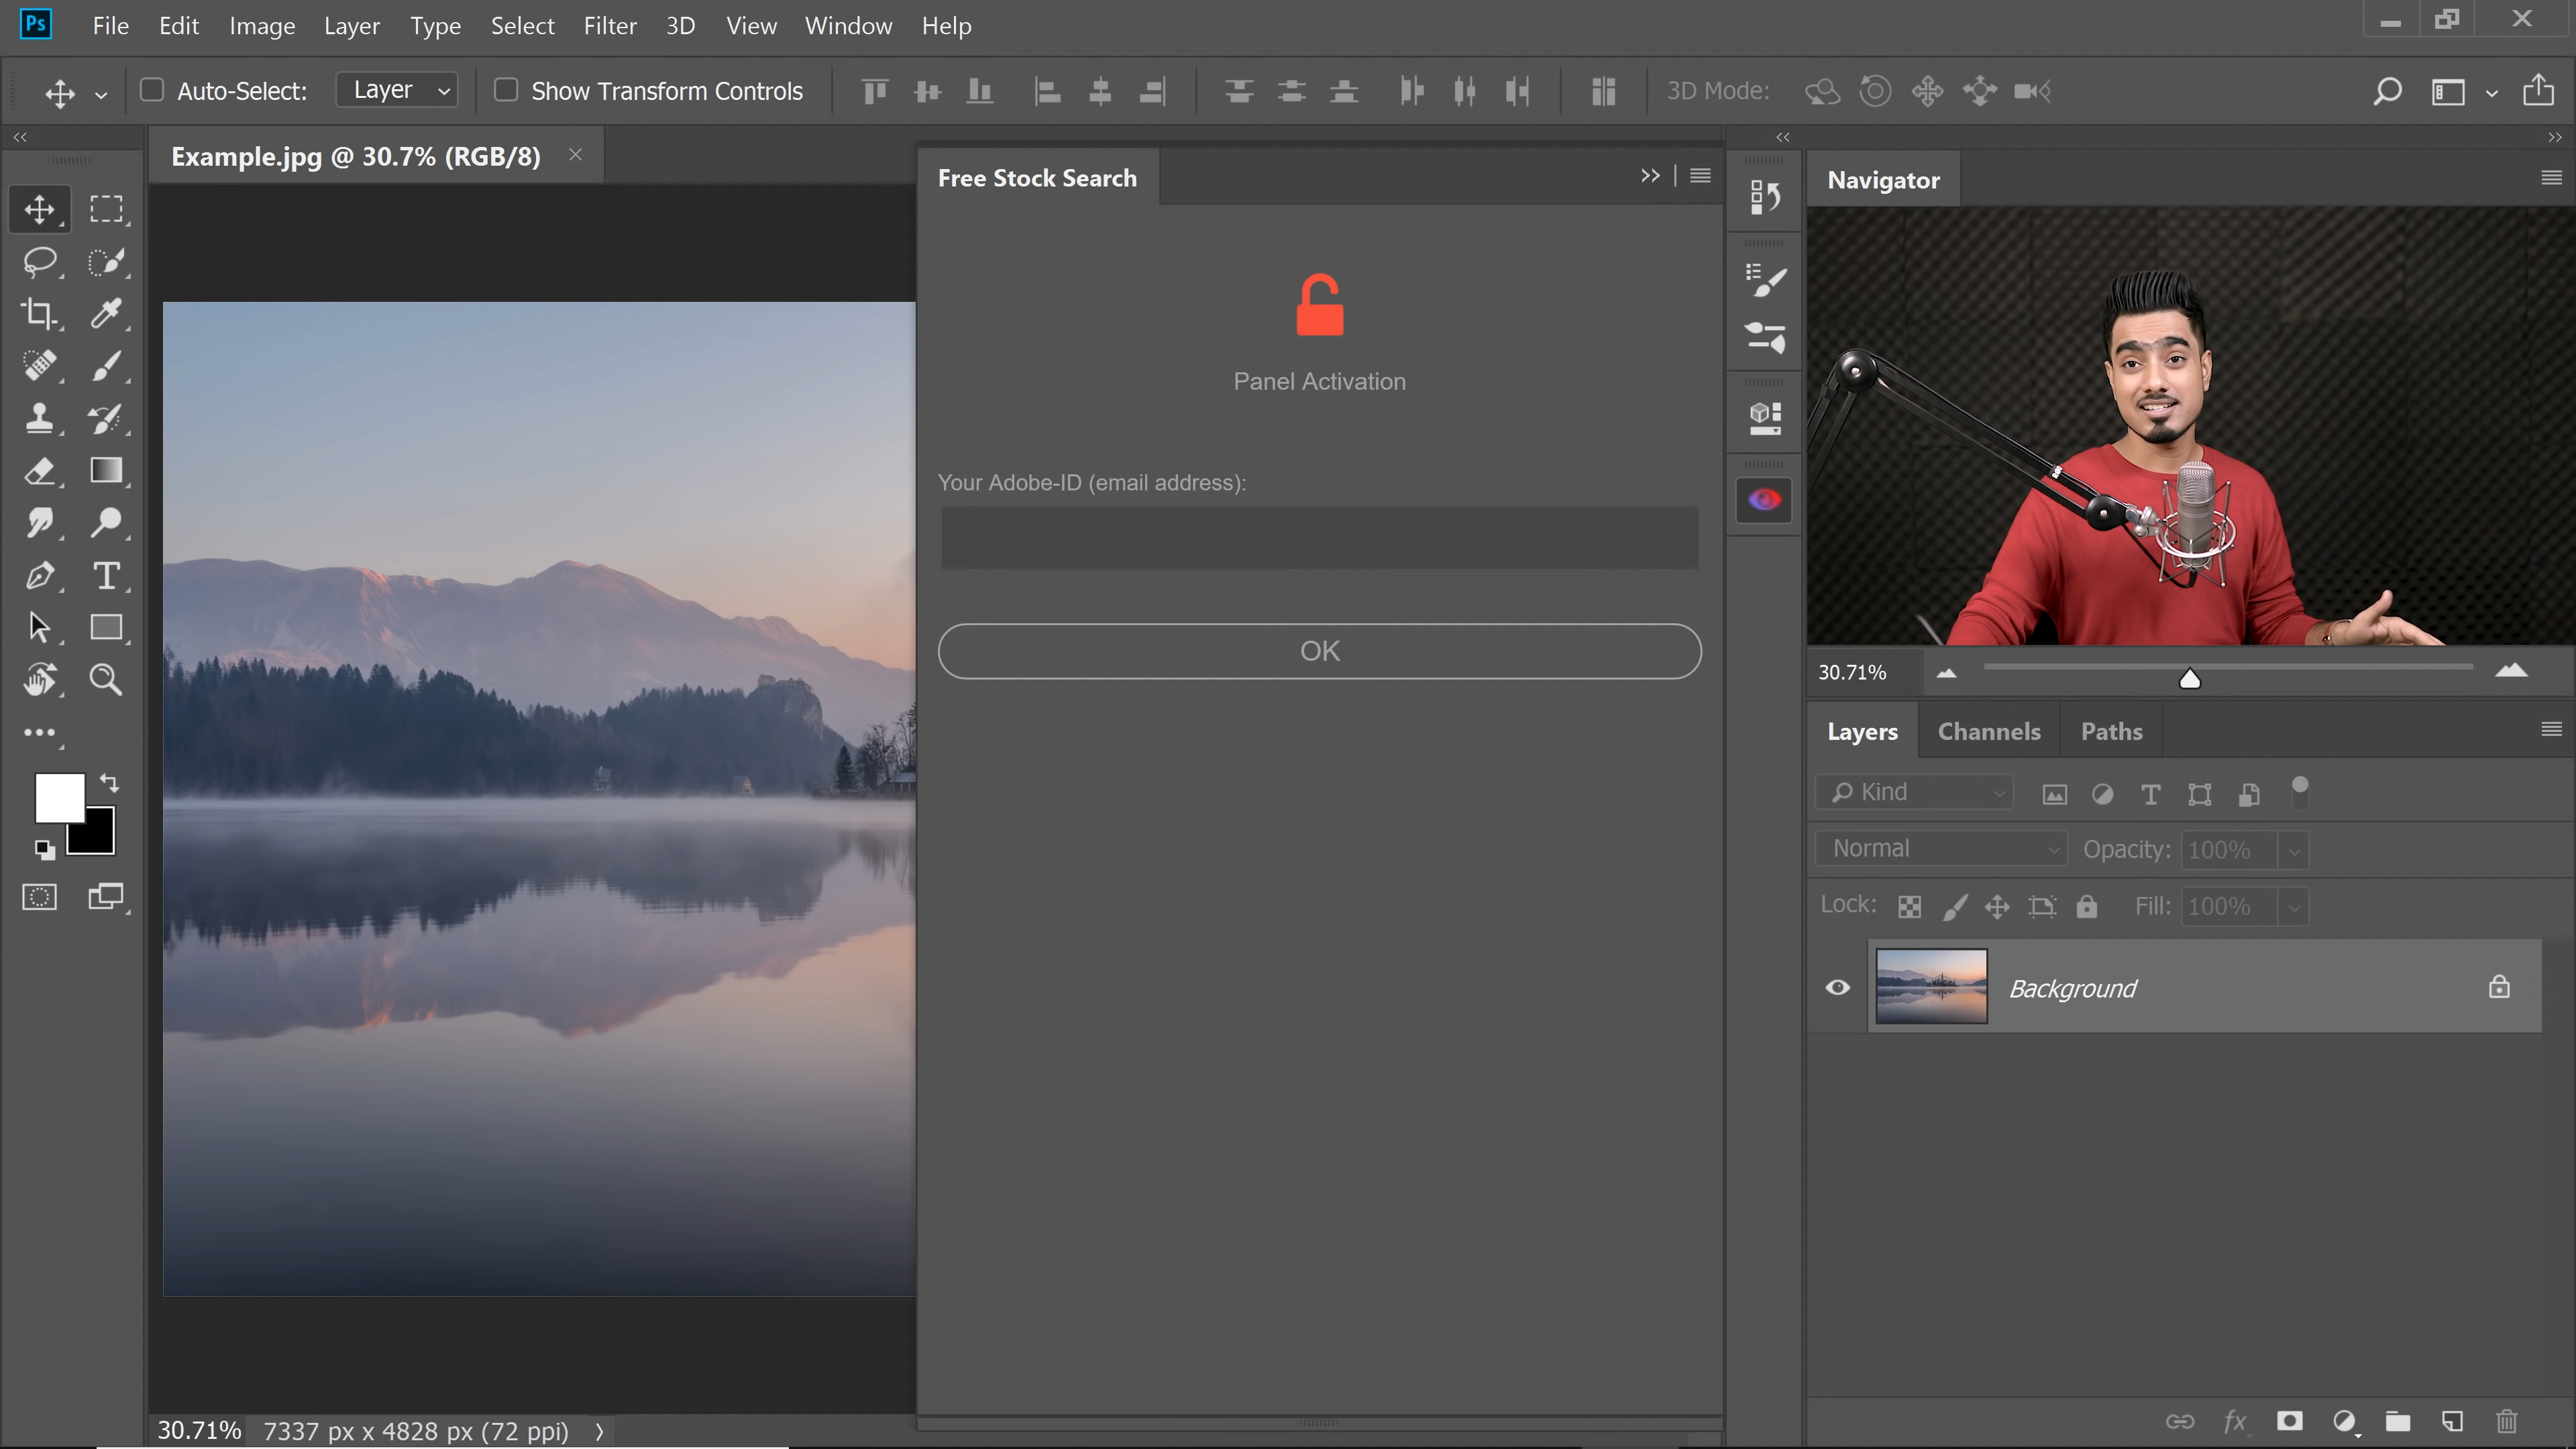 Ps File Edit Image Layer Type Select Filter 3D View Window Help
Auto-Select: Layer Show Transform Controls 3D Mode:
Example.jpg @ 30.7% (RGB/8)
Free Stock Search
Panel Activation
Your Adobe-ID (email address):
OK
Navigator
30.71%
Layers Channels Paths
Kind
Normal Opacity: 100%
Lock: Fill: 100%
Background
fx
30.71% 7337 px x 4828 px (72 ppi)